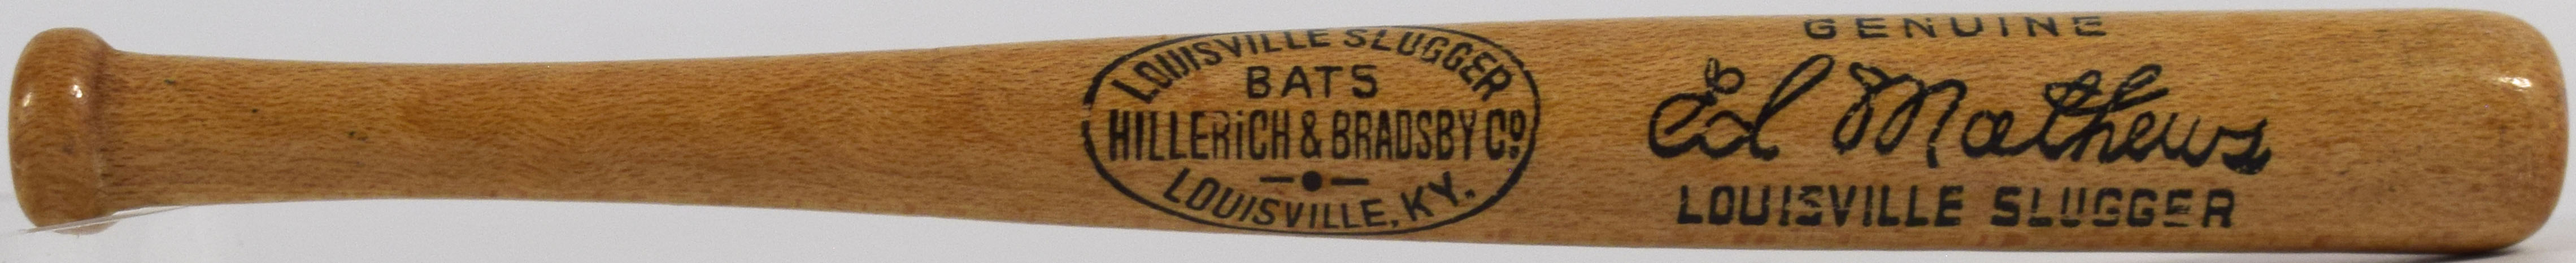 LOUISVILLE SLUGGER
BATS
HILLERiCH & BRADSBY Cº
LOUISVILLE, KY.
GENUINE
Ed Mathews
LOUISVILLE SLUGGER